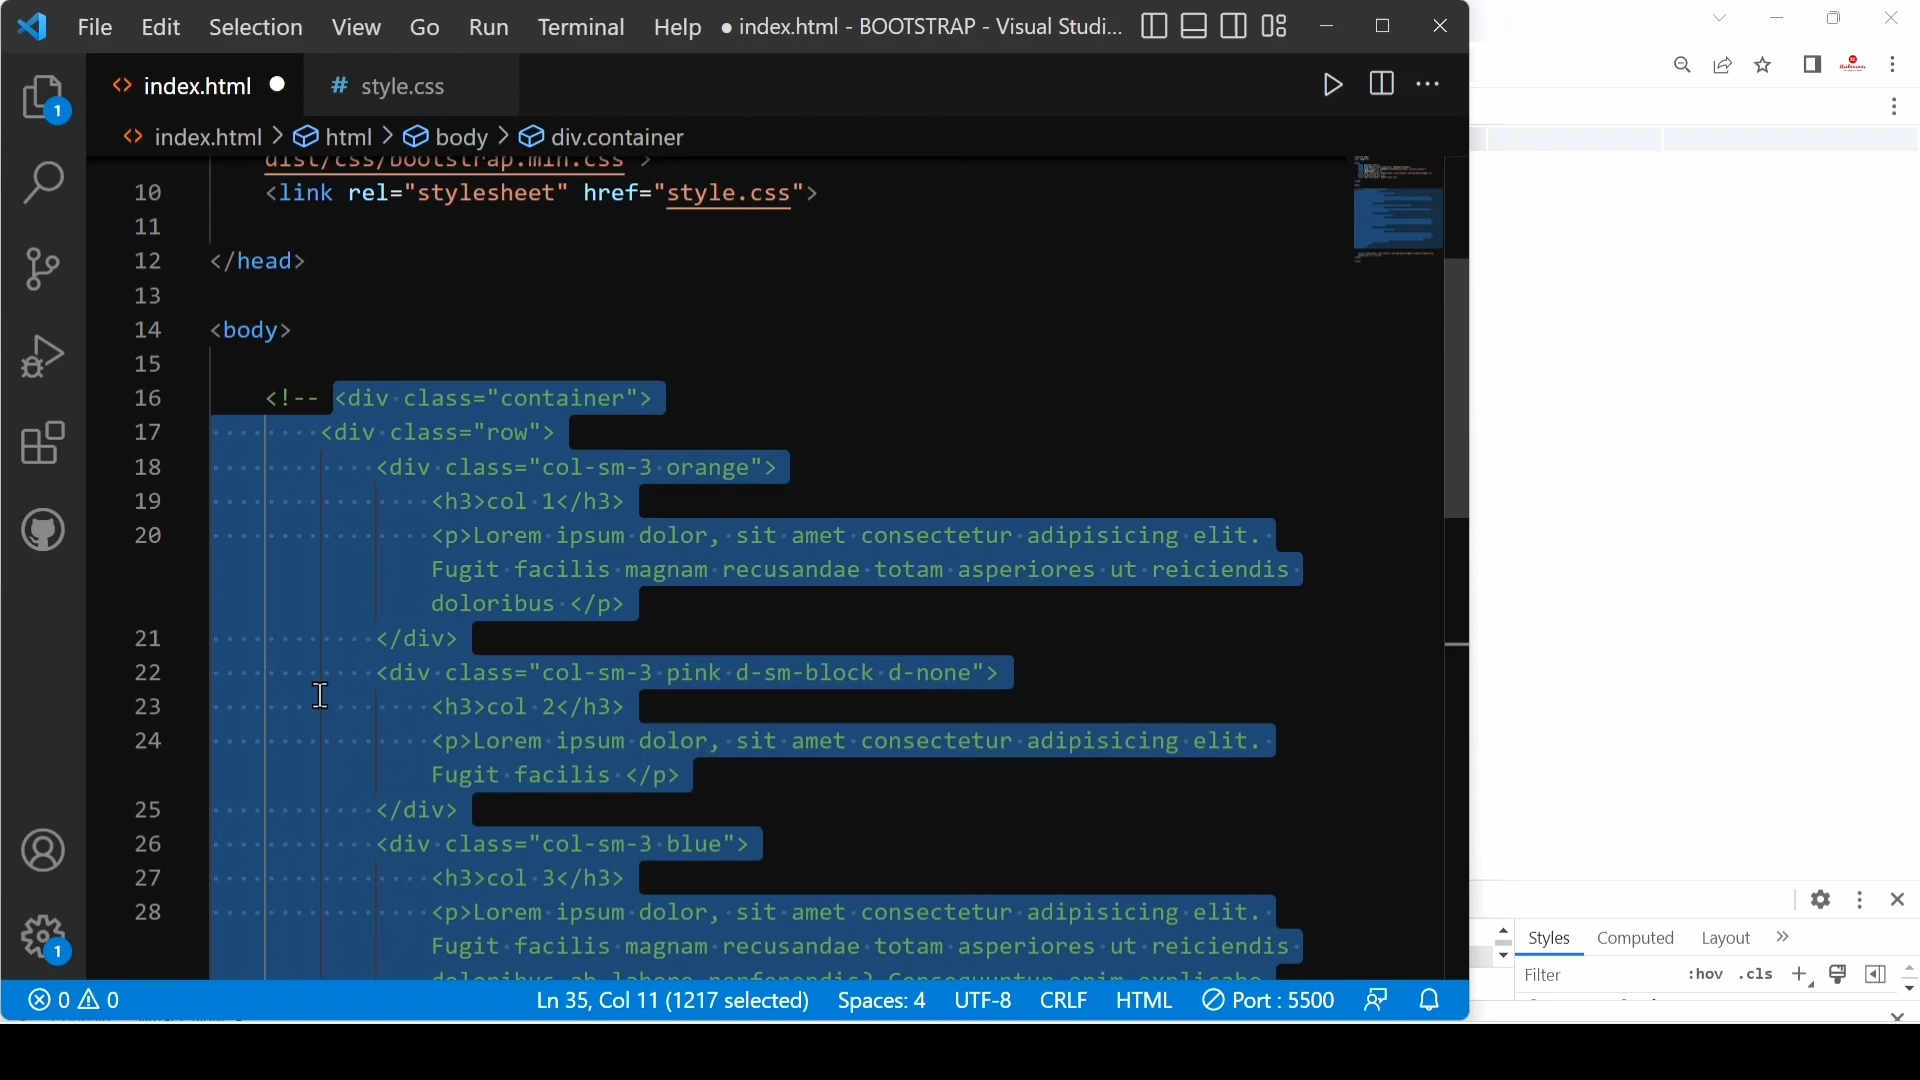 File Edit Selection View Go Run Terminal Help ● index.html - BOOTSTRAP - Visual Studi...
index.html ● # style.css
index.html > html > body > div.container
dist/css/bootstrap.min.css">
10 <link rel="stylesheet" href="style.css">
11
12 </head>
13
14 <body>
15
16 <!-- <div class="container">
17 <div class="row">
18 <div class="col-sm-3 orange">
19 <h3>col 1</h3>
20 <p>Lorem ipsum dolor, sit amet consectetur adipisicing elit.
Fugit facilis magnam recusandae totam asperiores ut reiciendis
doloribus </p>
21 </div>
22 <div class="col-sm-3 pink d-sm-block d-none">
23 <h3>col 2</h3>
24 <p>Lorem ipsum dolor, sit amet consectetur adipisicing elit.
Fugit facilis </p>
25 </div>
26 <div class="col-sm-3 blue">
27 <h3>col 3</h3>
28 <p>Lorem ipsum dolor, sit amet consectetur adipisicing elit.
Fugit facilis magnam recusandae totam asperiores ut reiciendis
1
1
0 0 Ln 35, Col 11 (1217 selected) Spaces: 4 UTF-8 CRLF HTML Port : 5500
Styles Computed Layout »
Filter :hov .cls +